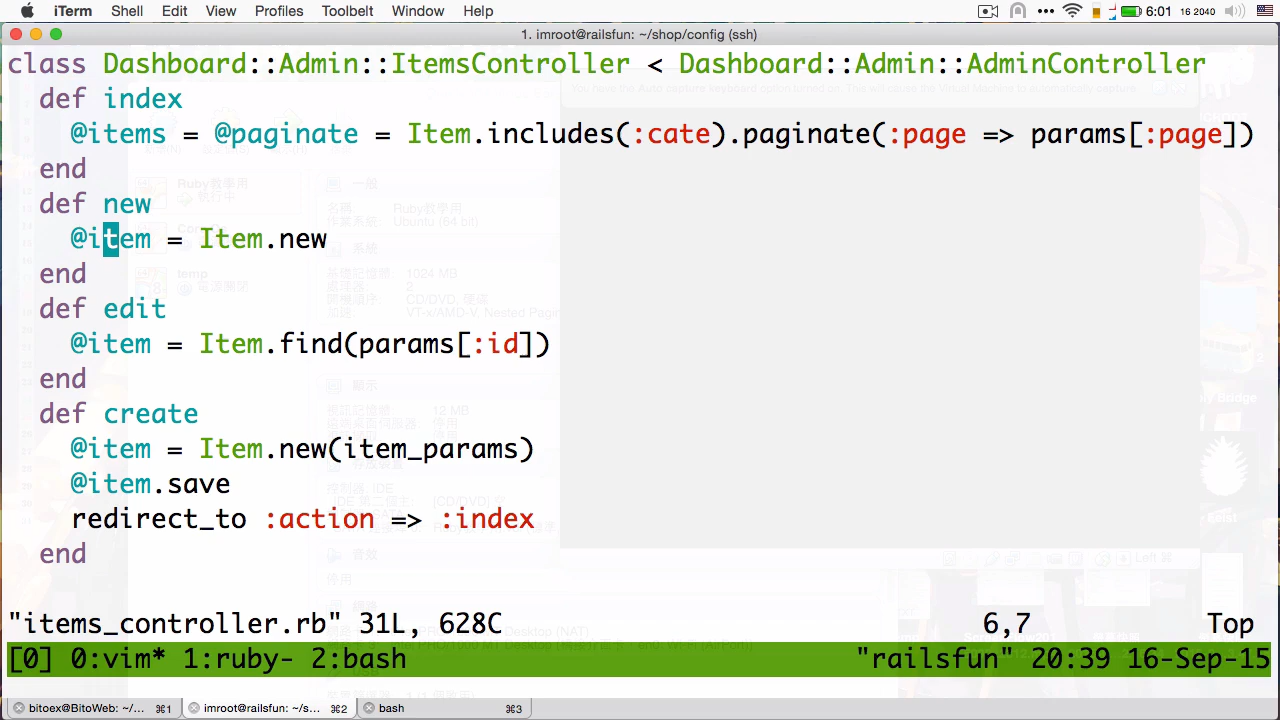 iTerm Shell Edit View Profiles Toolbelt Window Help 6:01 16 2040
1. imroot@railsfun: ~/shop/config (ssh)
class Dashboard::Admin::ItemsController < Dashboard::Admin::AdminController
def index
@items = @paginate = Item.includes(:cate).paginate(:page => params[:page])
end
def new
@item = Item.new
end
def edit
@item = Item.find(params[:id])
end
def create
@item = Item.new(item_params)
@item.save
redirect_to :action => :index
end
"items_controller.rb" 31L, 628C 6,7 Top
[0] 0:vim* 1:ruby- 2:bash "railsfun" 20:39 16-Sep-15
bitoex@BitoWeb: ~/... ⌘1 imroot@railsfun: ~/s... ⌘2 bash ⌘3